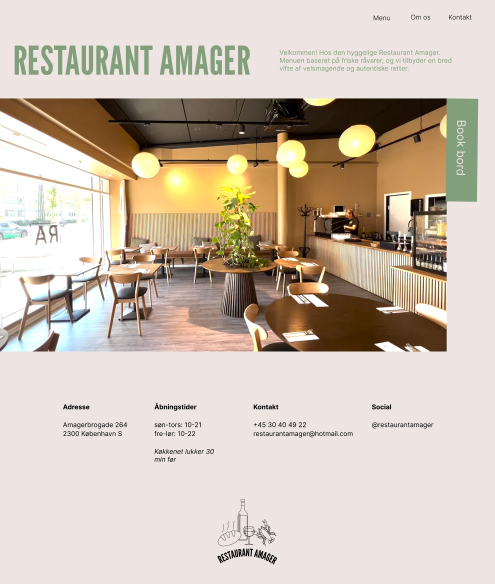 Menu
Om os
Kontakt
RESTAURANT AMAGER
Velkommen! Hos den hyggelige Restaurant Amager.
Menuen baseret på friske råvarer, og vi tilbyder en bred
vifte af velsmagende og autentiske retter.
Book bord
Adresse
Amagerbrogade 264
2300 København S
Åbningstider
søn-tors: 10-21
fre-lør: 10-22
Køkkenet lukker 30
min før
Kontakt
+45 30 40 49 22
restaurantamager@hotmail.com
Social
@restaurantamager
RESTAURANT AMAGER